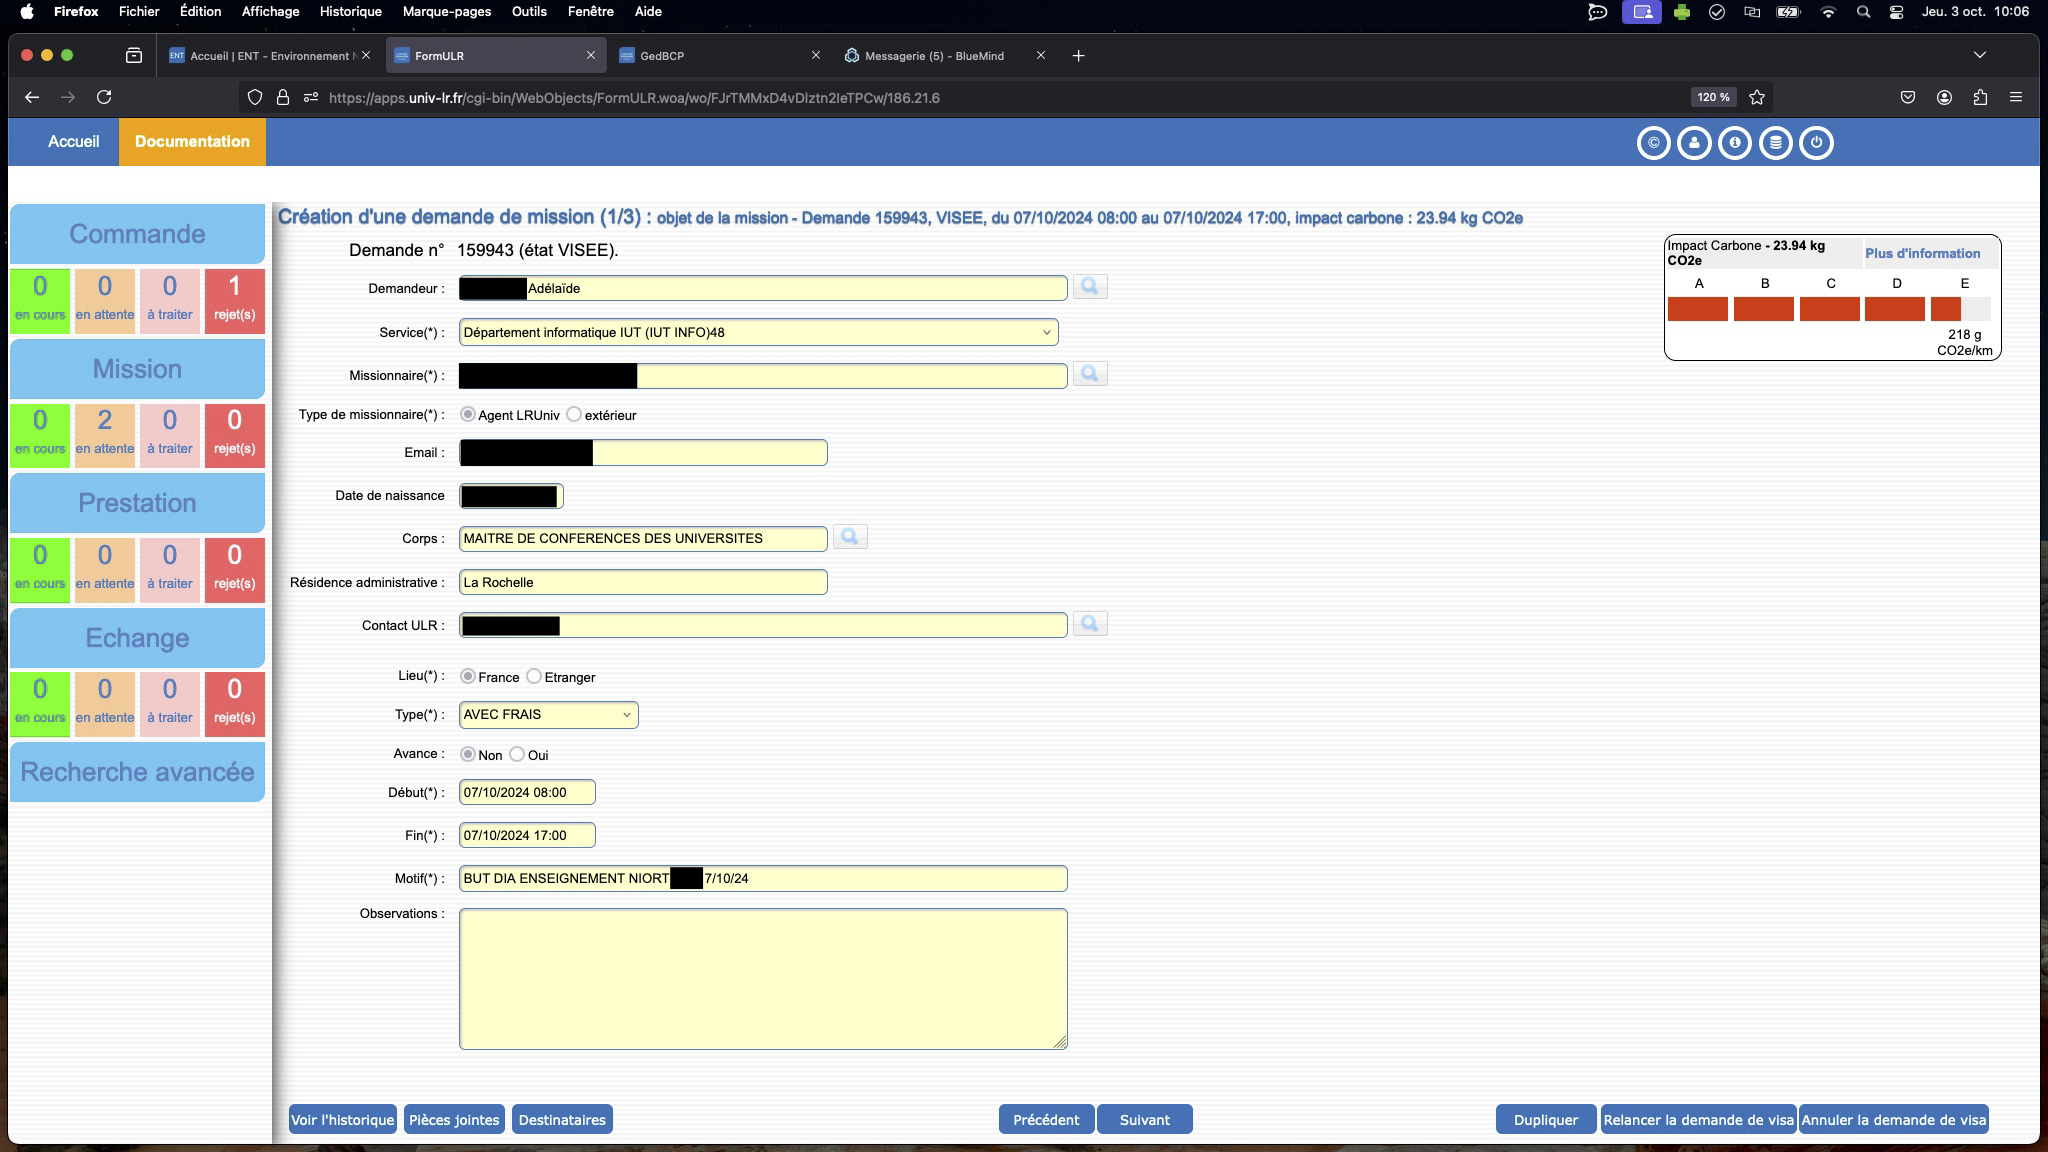 Firefox Fichier Édition Affichage Historique Marque-pages Outils Fenêtre Aide Jeu. 3 oct. 10:06
ENT Accueil | ENT - Environnement N FormULR GedBCP Messagerie (5) - BlueMind
https://apps.univ-lr.fr/cgi-bin/WebObjects/FormULR.woa/wo/FJrTMMxD4vDlztn2IeTPCw/186.21.6 120 %
Accueil Documentation
Création d'une demande de mission (1/3) : objet de la mission - Demande 159943, VISEE, du 07/10/2024 08:00 au 07/10/2024 17:00, impact carbone : 23.94 kg CO2e
Commande
0 0 0 1
en cours en attente à traiter rejet(s)
Mission
0 2 0 0
en cours en attente à traiter rejet(s)
Prestation
0 0 0 0
en cours en attente à traiter rejet(s)
Echange
0 0 0 0
en cours en attente à traiter rejet(s)
Recherche avancée
Demande n° 159943 (état VISEE).
Demandeur : Adélaïde
Service(*) : Département informatique IUT (IUT INFO)48
Missionnaire(*) :
Type de missionnaire(*) : Agent LRUniv extérieur
Email :
Date de naissance
Corps : MAITRE DE CONFERENCES DES UNIVERSITES
Résidence administrative : La Rochelle
Contact ULR :
Lieu(*) : France Etranger
Type(*) : AVEC FRAIS
Avance : Non Oui
Début(*) : 07/10/2024 08:00
Fin(*) : 07/10/2024 17:00
Motif(*) : BUT DIA ENSEIGNEMENT NIORT 7/10/24
Observations :
Impact Carbone - 23.94 kg CO2e Plus d'information
A B C D E
218 g
CO2e/km
Voir l'historique Pièces jointes Destinataires Précédent Suivant Dupliquer Relancer la demande de visa Annuler la demande de visa